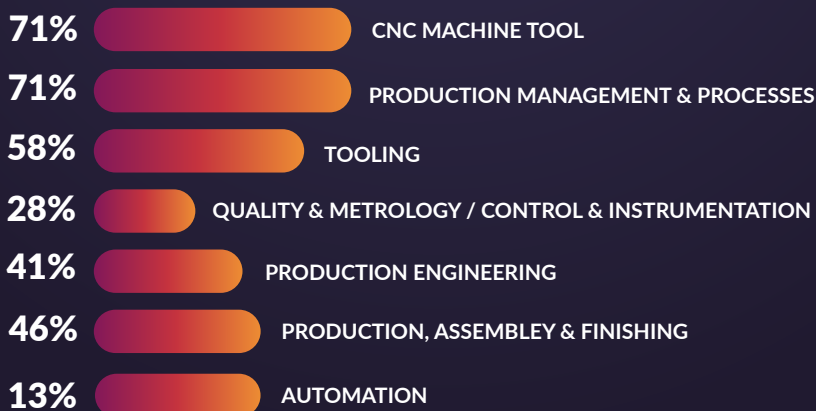 71% CNC MACHINE TOOL
71% PRODUCTION MANAGEMENT & PROCESSES
58% TOOLING
28% QUALITY & METROLOGY / CONTROL & INSTRUMENTATION
41% PRODUCTION ENGINEERING
46% PRODUCTION, ASSEMBLEY & FINISHING
13% AUTOMATION